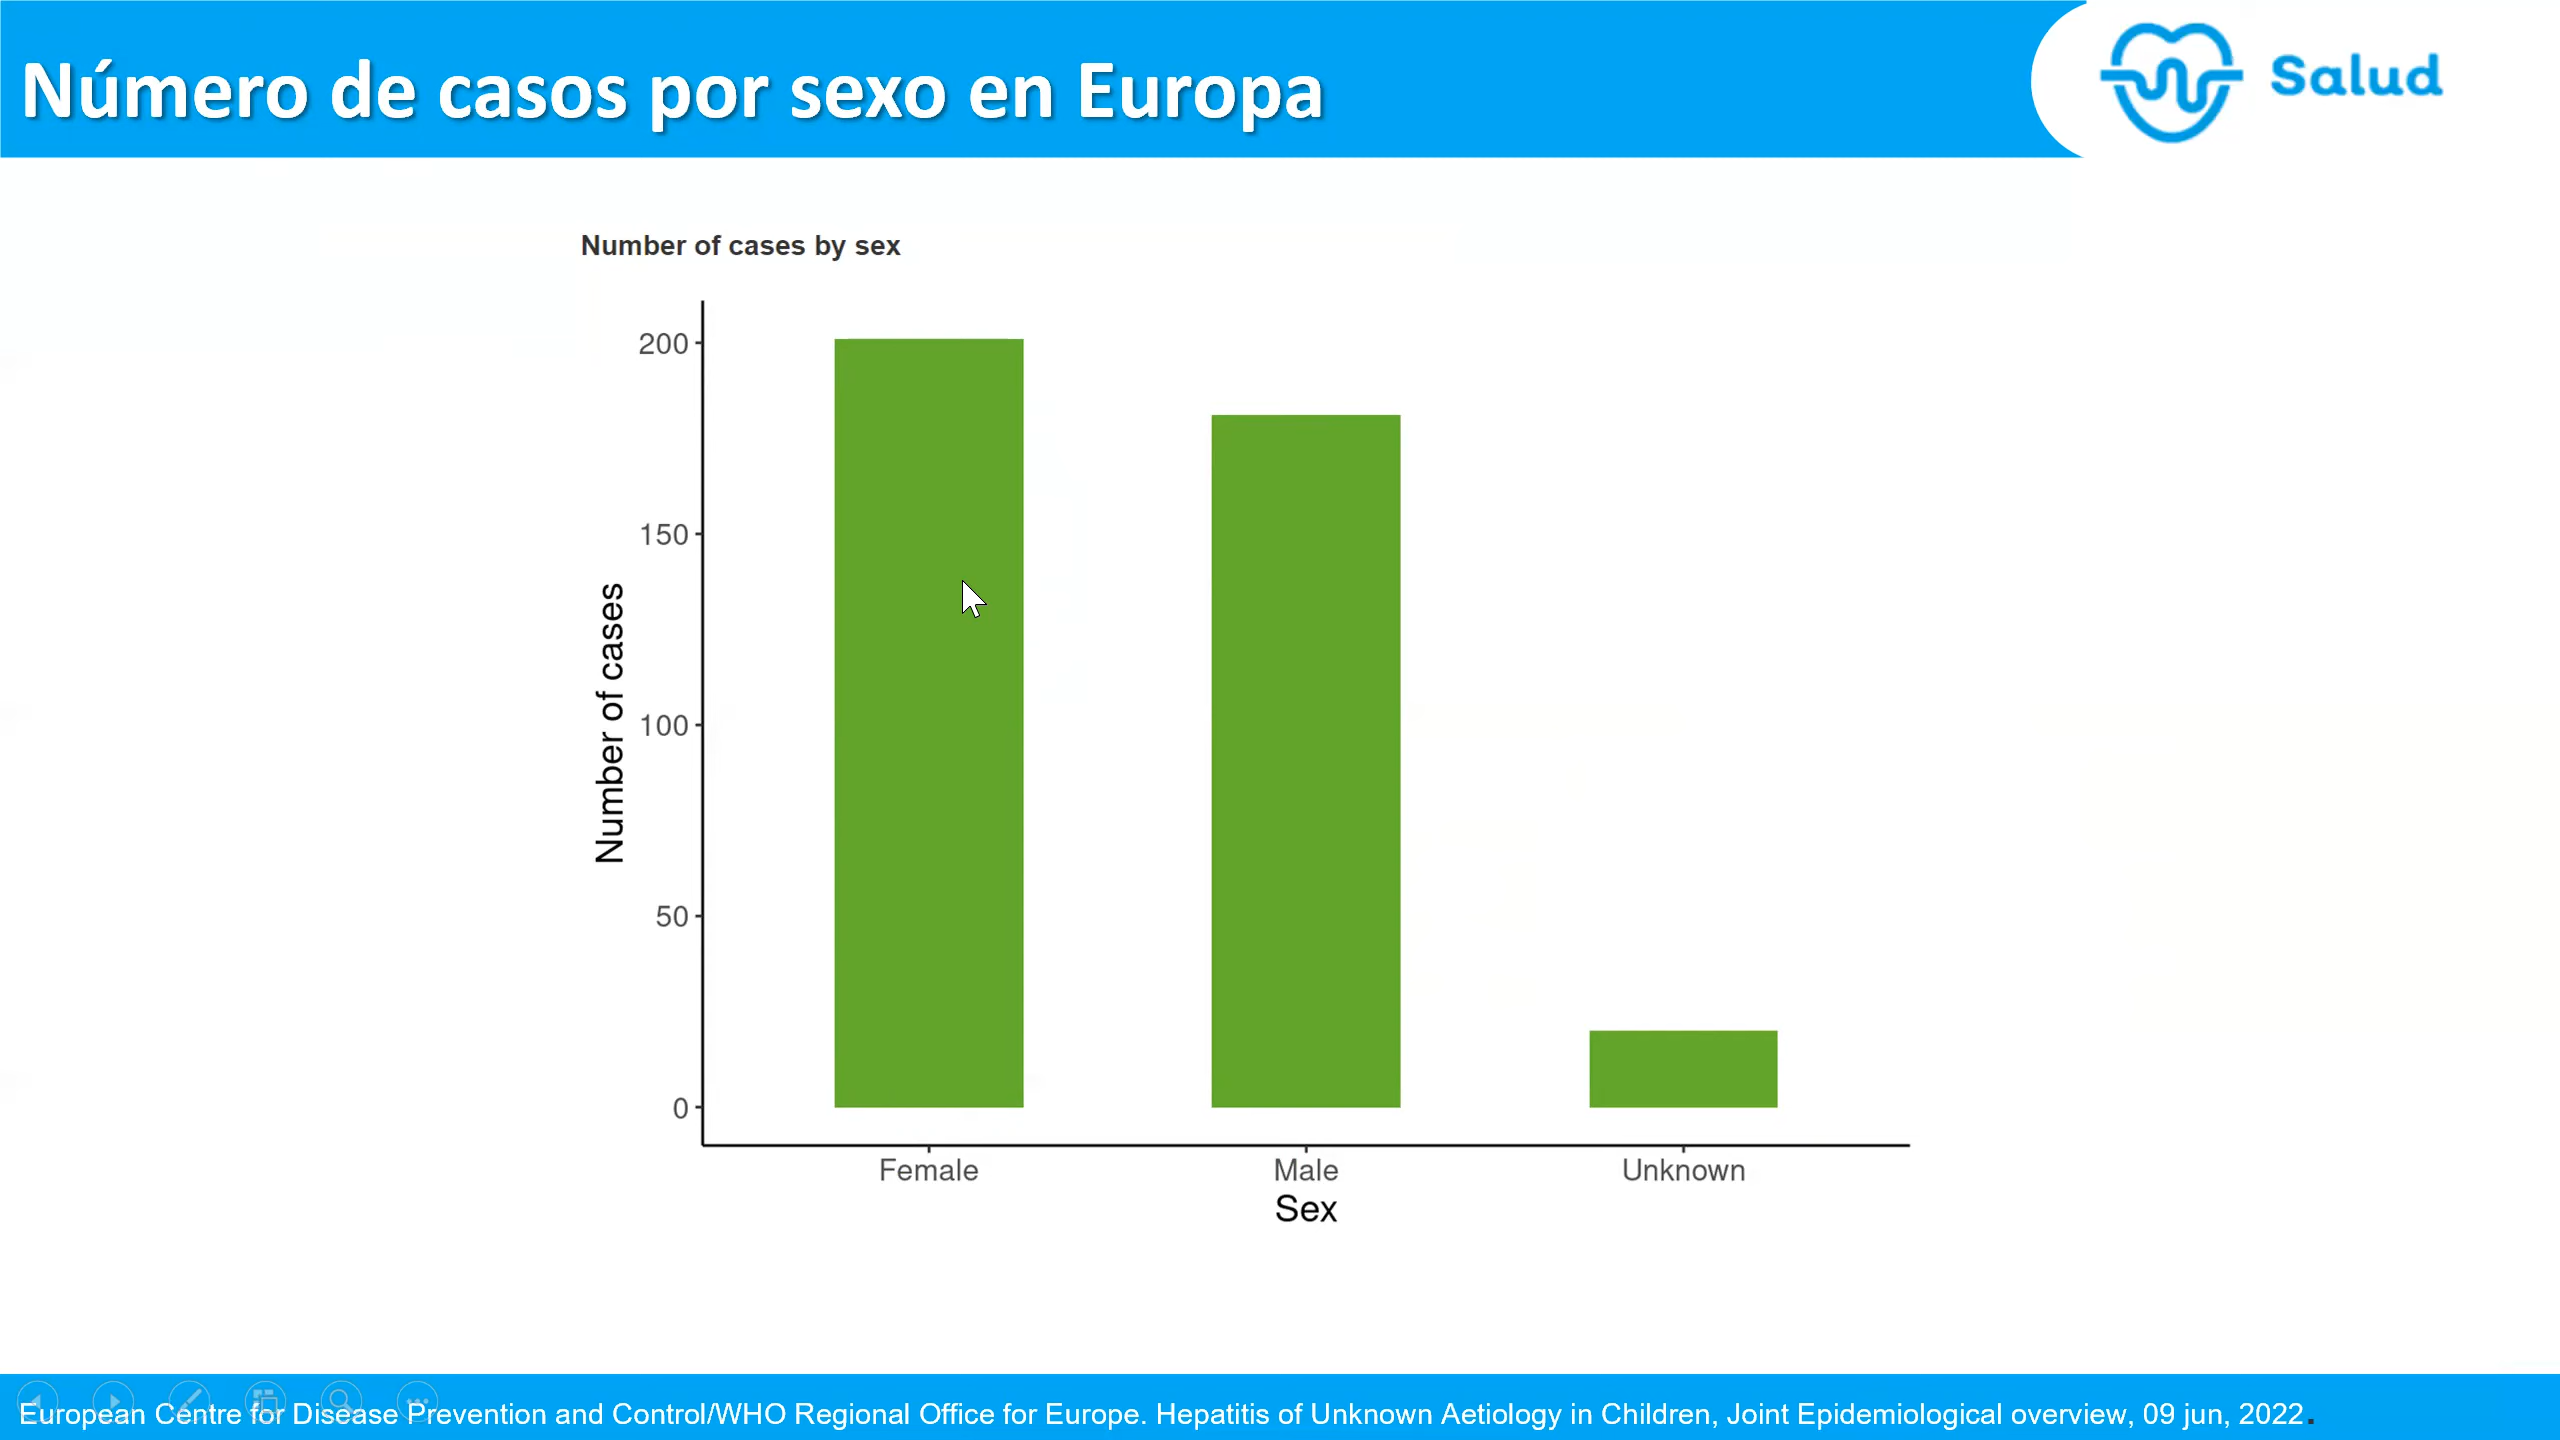 Número de casos por sexo en Europa
Salud
Number of cases by sex
200
150
100
50
0
Number of cases
Female Male Unknown
Sex
European Centre for Disease Prevention and Control/WHO Regional Office for Europe. Hepatitis of Unknown Aetiology in Children, Joint Epidemiological overview, 09 jun, 2022.